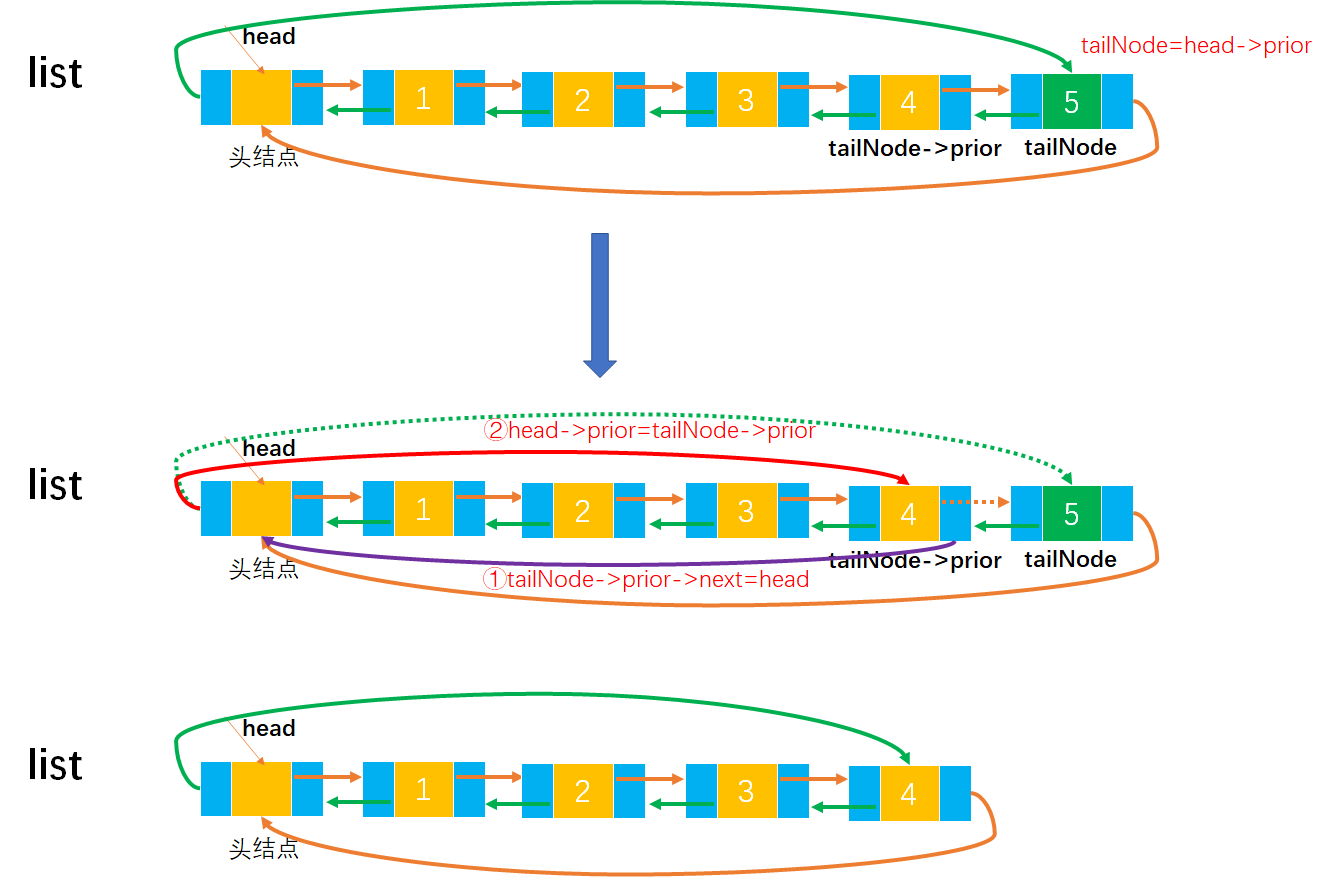 head
list
tailNode=head->prior
1
2
3
4
5
头结点
tailNode->prior
tailNode
②head->prior=tailNode->prior
head
list
1
2
3
4
5
头结点
tailNode->prior
tailNode
①tailNode->prior->next=head
head
list
1
2
3
4
头结点